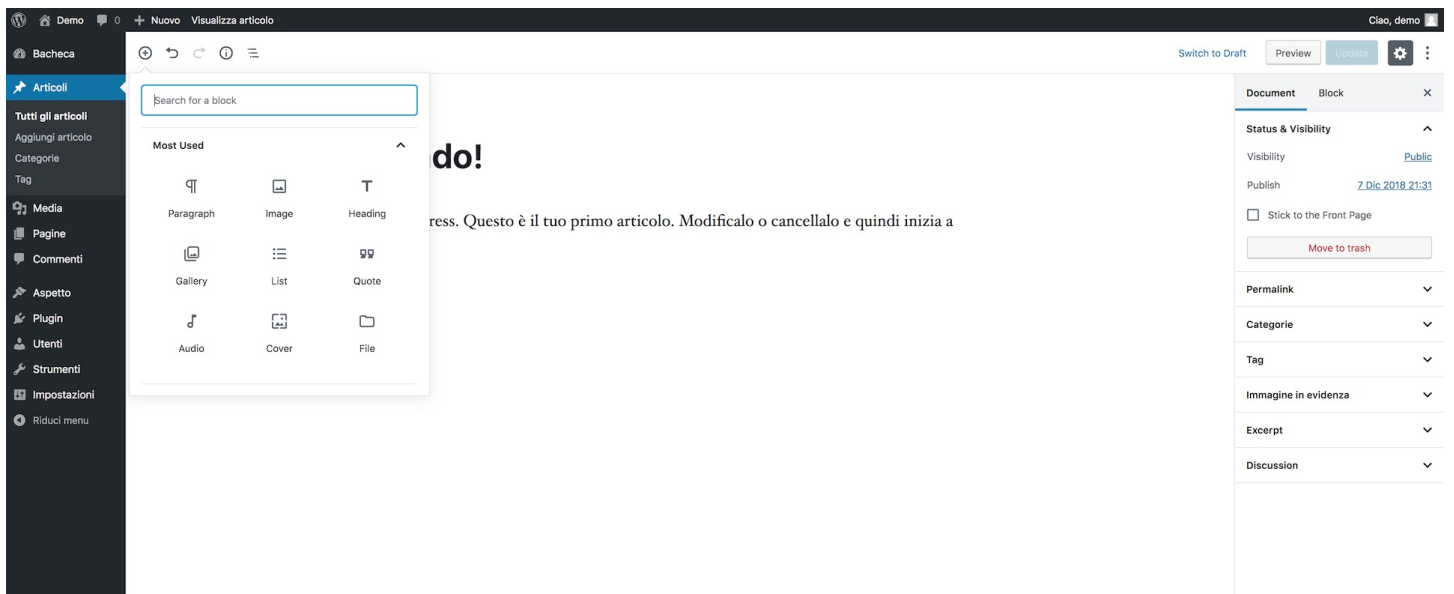 Demo 0 Nuovo Visualizza articolo Ciao, demo
Bacheca
Articoli
Tutti gli articoli
Aggiungi articolo
Categorie
Tag
Media
Pagine
Commenti
Aspetto
Plugin
Utenti
Strumenti
Impostazioni
Riduci menu
Switch to Draft Preview Update
Search for a block
Most Used
Paragraph Image Heading
Gallery List Quote
Audio Cover File
do!
ress. Questo è il tuo primo articolo. Modificalo o cancellalo e quindi inizia a
Document Block
Status & Visibility
Visibility Public
Publish 7 Dic 2018 21:31
Stick to the Front Page
Move to trash
Permalink
Categorie
Tag
Immagine in evidenza
Excerpt
Discussion